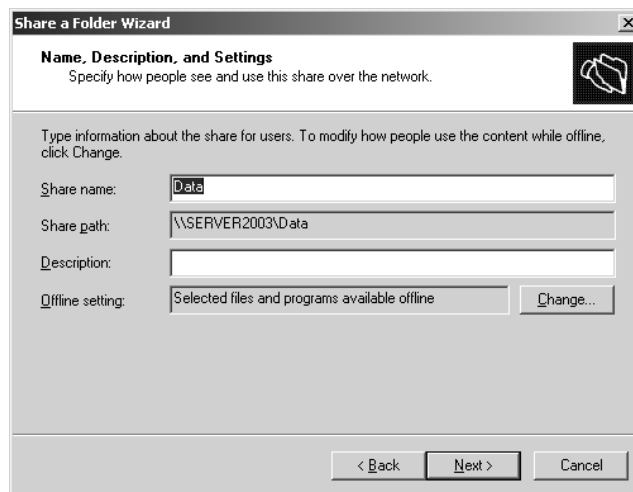 Share a Folder Wizard
Name, Description, and Settings
Specify how people see and use this share over the network.
Type information about the share for users. To modify how people use the content while offline,
click Change.
Share name: Data
Share path: \\SERVER2003\Data
Description:
Offline setting: Selected files and programs available offline Change...
< Back Next > Cancel